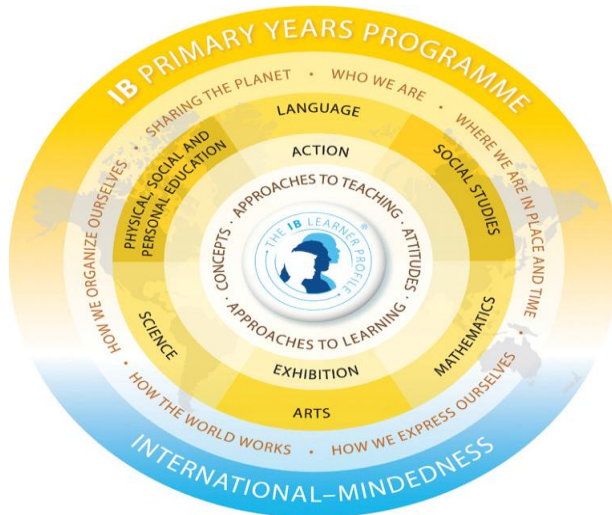 IB PRIMARY YEARS PROGRAMME
SHARING THE PLANET • WHO WE ARE • WHERE WE ARE IN PLACE AND TIME • HOW WE EXPRESS OURSELVES • HOW THE WORLD WORKS • HOW WE ORGANIZE OURSELVES •
LANGUAGE
SOCIAL STUDIES
MATHEMATICS
ARTS
SCIENCE
PHYSICAL, SOCIAL AND
PERSONAL EDUCATION
ACTION
EXHIBITION
CONCEPTS · APPROACHES TO TEACHING · ATTITUDES ·
· APPROACHES TO LEARNING
THE IB LEARNER PROFILE ®
INTERNATIONAL–MINDEDNESS